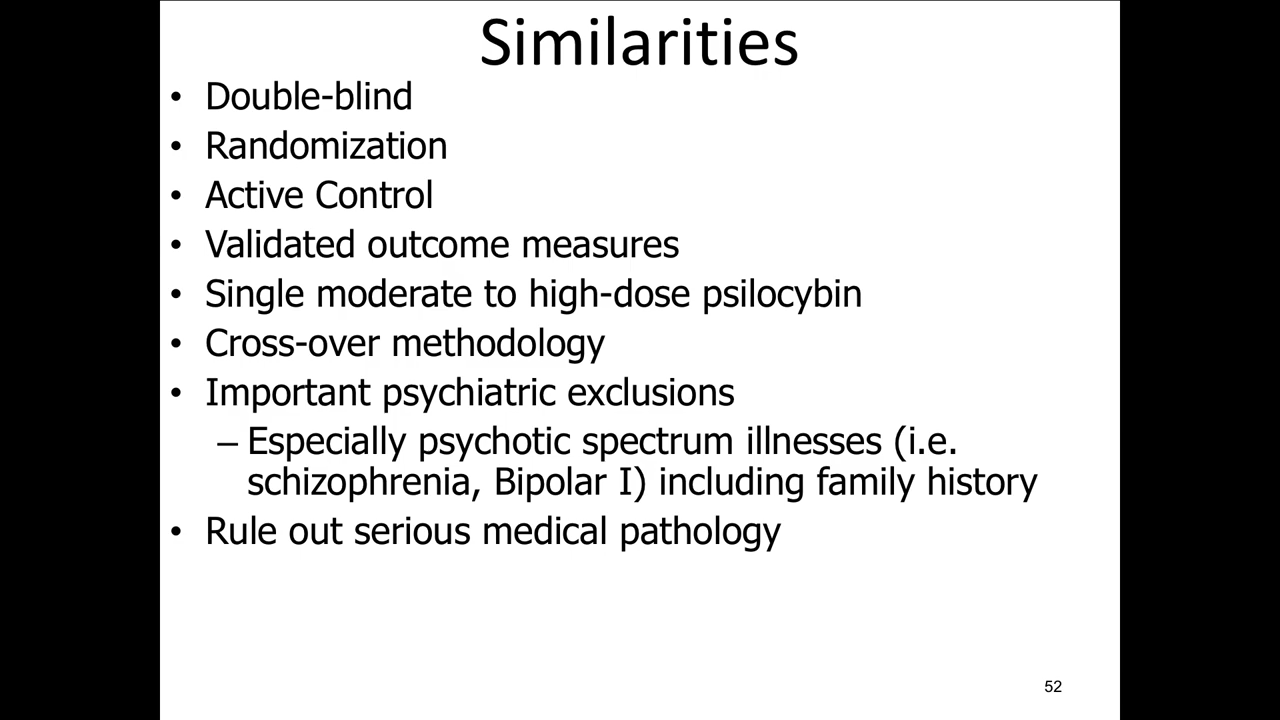 Similarities
• Double-blind
• Randomization
• Active Control
• Validated outcome measures
• Single moderate to high-dose psilocybin
• Cross-over methodology
• Important psychiatric exclusions
– Especially psychotic spectrum illnesses (i.e.
schizophrenia, Bipolar I) including family history
• Rule out serious medical pathology
52